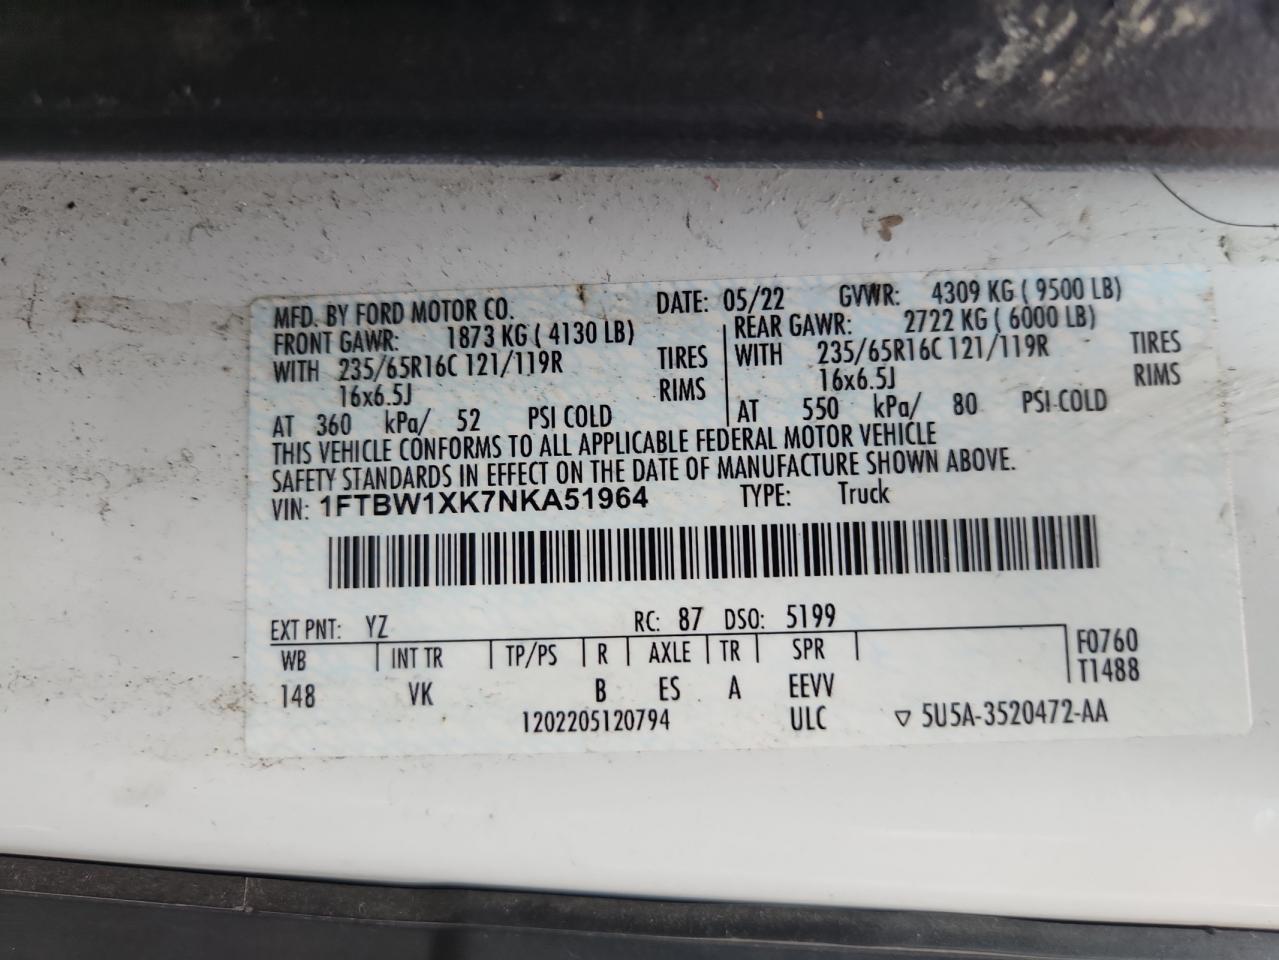 MFD. BY FORD MOTOR CO. DATE: 05/22 GVWR: 4309 KG ( 9500 LB)
FRONT GAWR: 1873 KG ( 4130 LB) REAR GAWR: 2722 KG ( 6000 LB)
WITH 235/65R16C 121/119R TIRES WITH 235/65R16C 121/119R TIRES
16x6.5J RIMS 16x6.5J RIMS
AT 360 kPa/ 52 PSI COLD AT 550 kPa/ 80 PSI COLD
THIS VEHICLE CONFORMS TO ALL APPLICABLE FEDERAL MOTOR VEHICLE
SAFETY STANDARDS IN EFFECT ON THE DATE OF MANUFACTURE SHOWN ABOVE.
VIN: 1FTBW1XK7NKA51964 TYPE: Truck
EXT PNT: YZ RC: 87 DSO: 5199
WB INT TR TP/PS R AXLE TR SPR F0760
T1488
148 VK B ES A EEVV
1202205120794 ULC ▽ 5U5A-3520472-AA